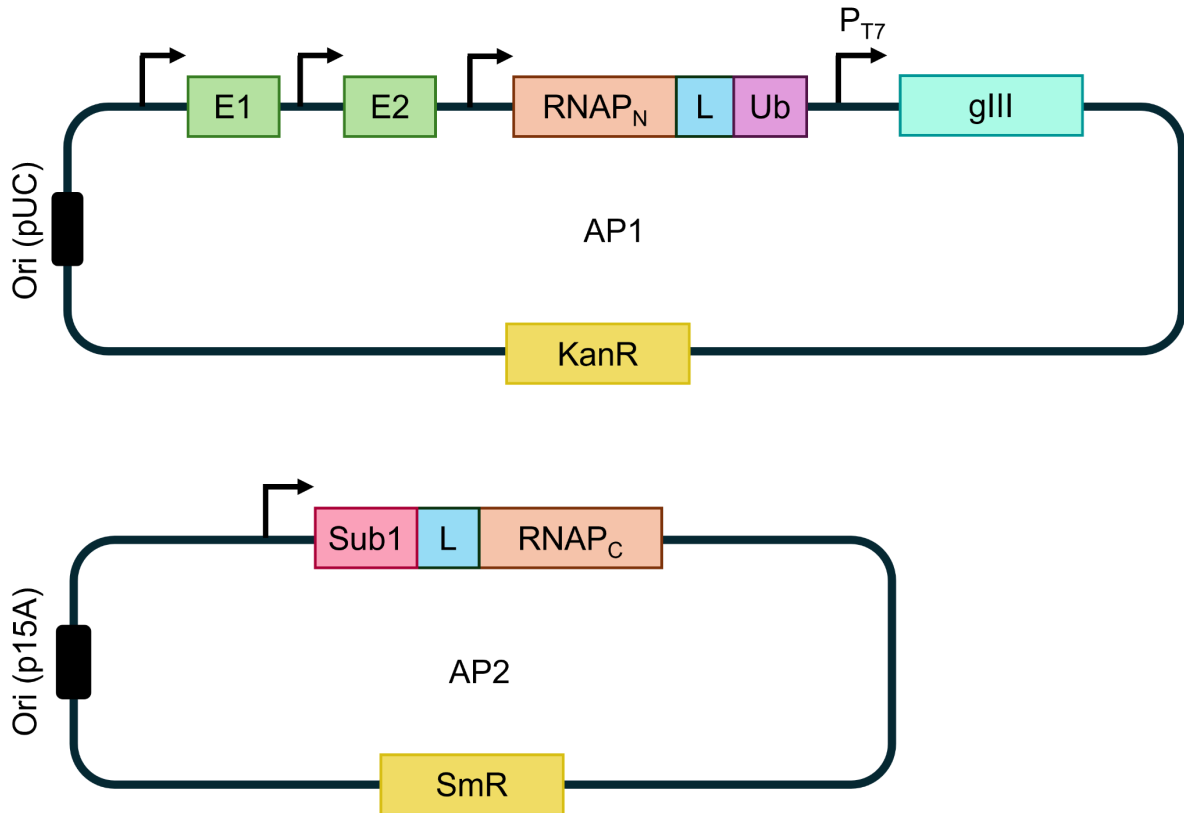 P_T7
E1
E2
RNAP_N
L
Ub
gIII
Ori (pUC)
AP1
KanR
Sub1
L
RNAP_C
Ori (p15A)
AP2
SmR